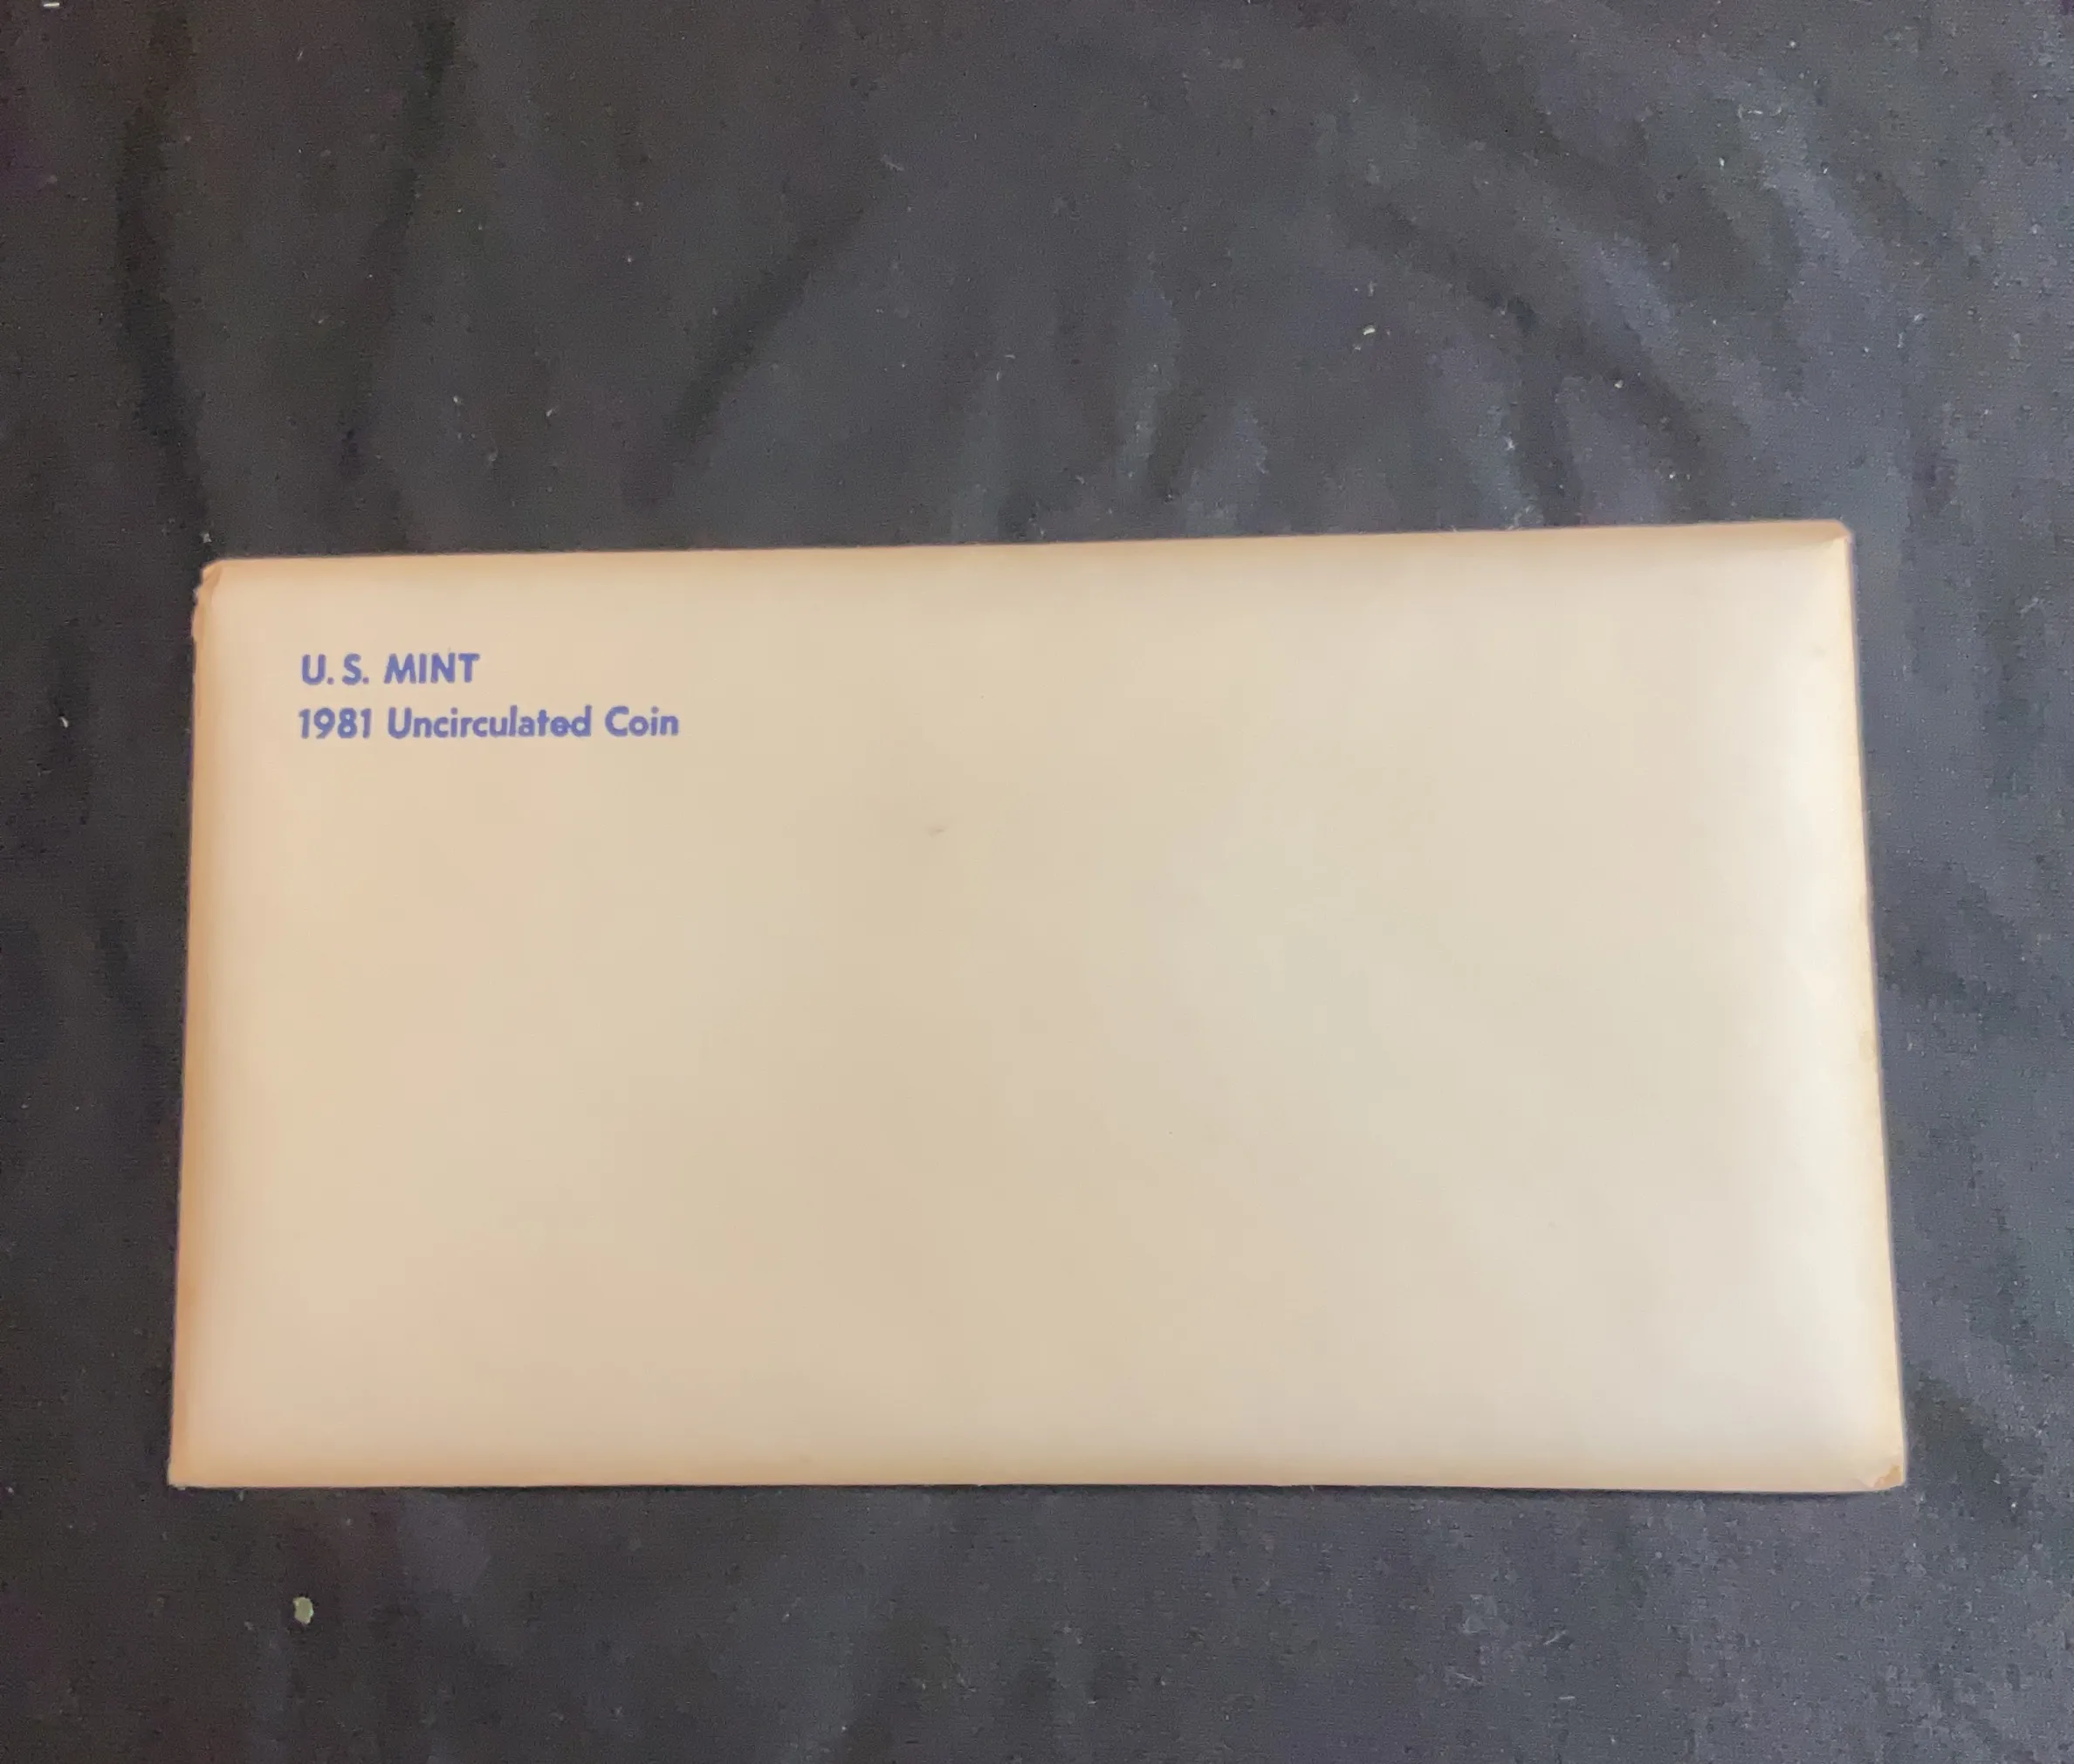 U.S. MINT
1981 Uncirculated Coin